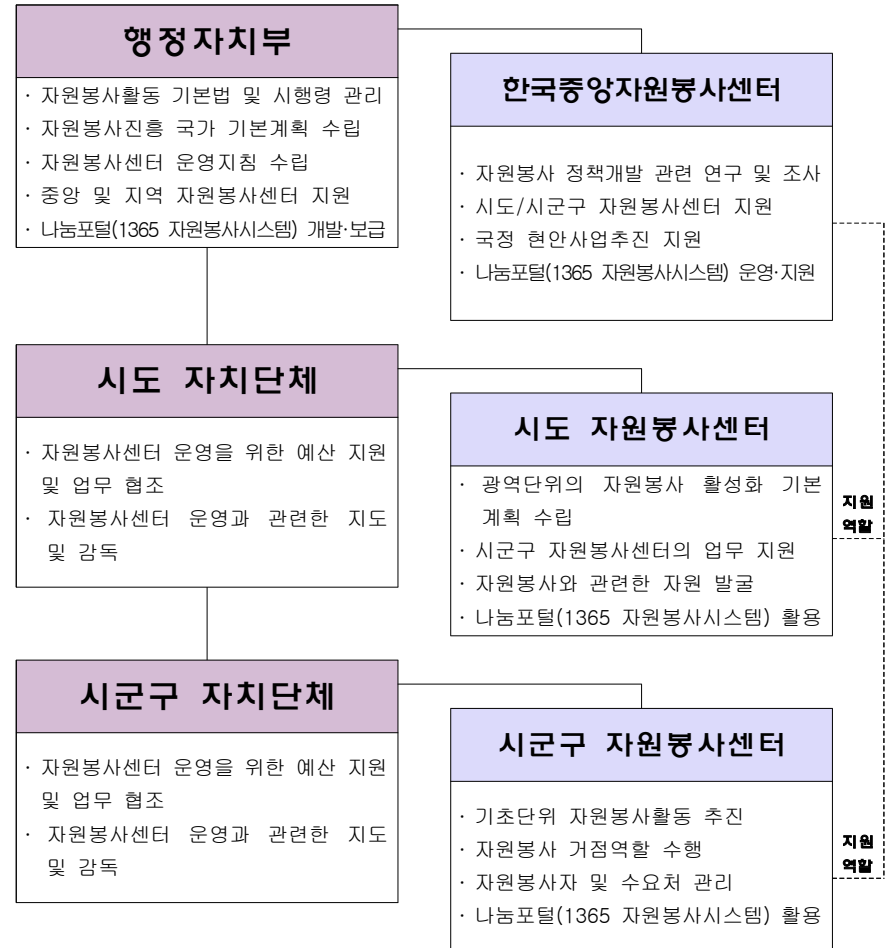 행정자치부
· 자원봉사활동 기본법 및 시행령 관리
· 자원봉사진흥 국가 기본계획 수립
· 자원봉사센터 운영지침 수립
· 중앙 및 지역 자원봉사센터 지원
· 나눔포털(1365 자원봉사시스템) 개발·보급
한국중앙자원봉사센터
· 자원봉사 정책개발 관련 연구 및 조사
· 시도/시군구 자원봉사센터 지원
· 국정 현안사업추진 지원
· 나눔포털(1365 자원봉사시스템) 운영·지원
시도 자치단체
· 자원봉사센터 운영을 위한 예산 지원
및 업무 협조
· 자원봉사센터 운영과 관련한 지도
및 감독
시도 자원봉사센터
· 광역단위의 자원봉사 활성화 기본
계획 수립
· 시군구 자원봉사센터의 업무 지원
· 자원봉사와 관련한 자원 발굴
· 나눔포털(1365 자원봉사시스템) 활용
지원
역할
시군구 자치단체
· 자원봉사센터 운영을 위한 예산 지원
및 업무 협조
· 자원봉사센터 운영과 관련한 지도
및 감독
시군구 자원봉사센터
· 기초단위 자원봉사활동 추진
· 자원봉사 거점역할 수행
· 자원봉사자 및 수요처 관리
· 나눔포털(1365 자원봉사시스템) 활용
지원
역할